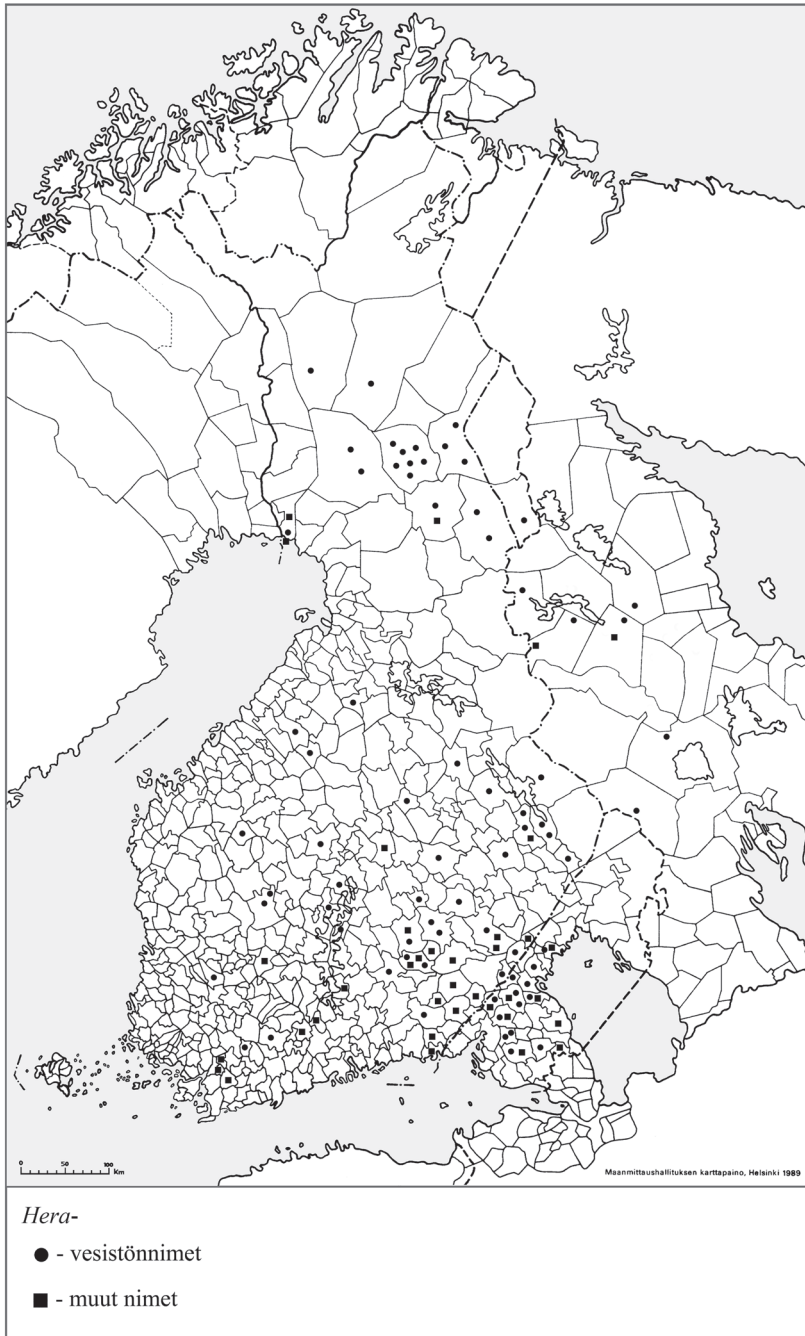 0 50 100
Km
Maanmittaushallituksen karttapaino, Helsinki 1989
Hera-
- vesistönnimet
- muut nimet